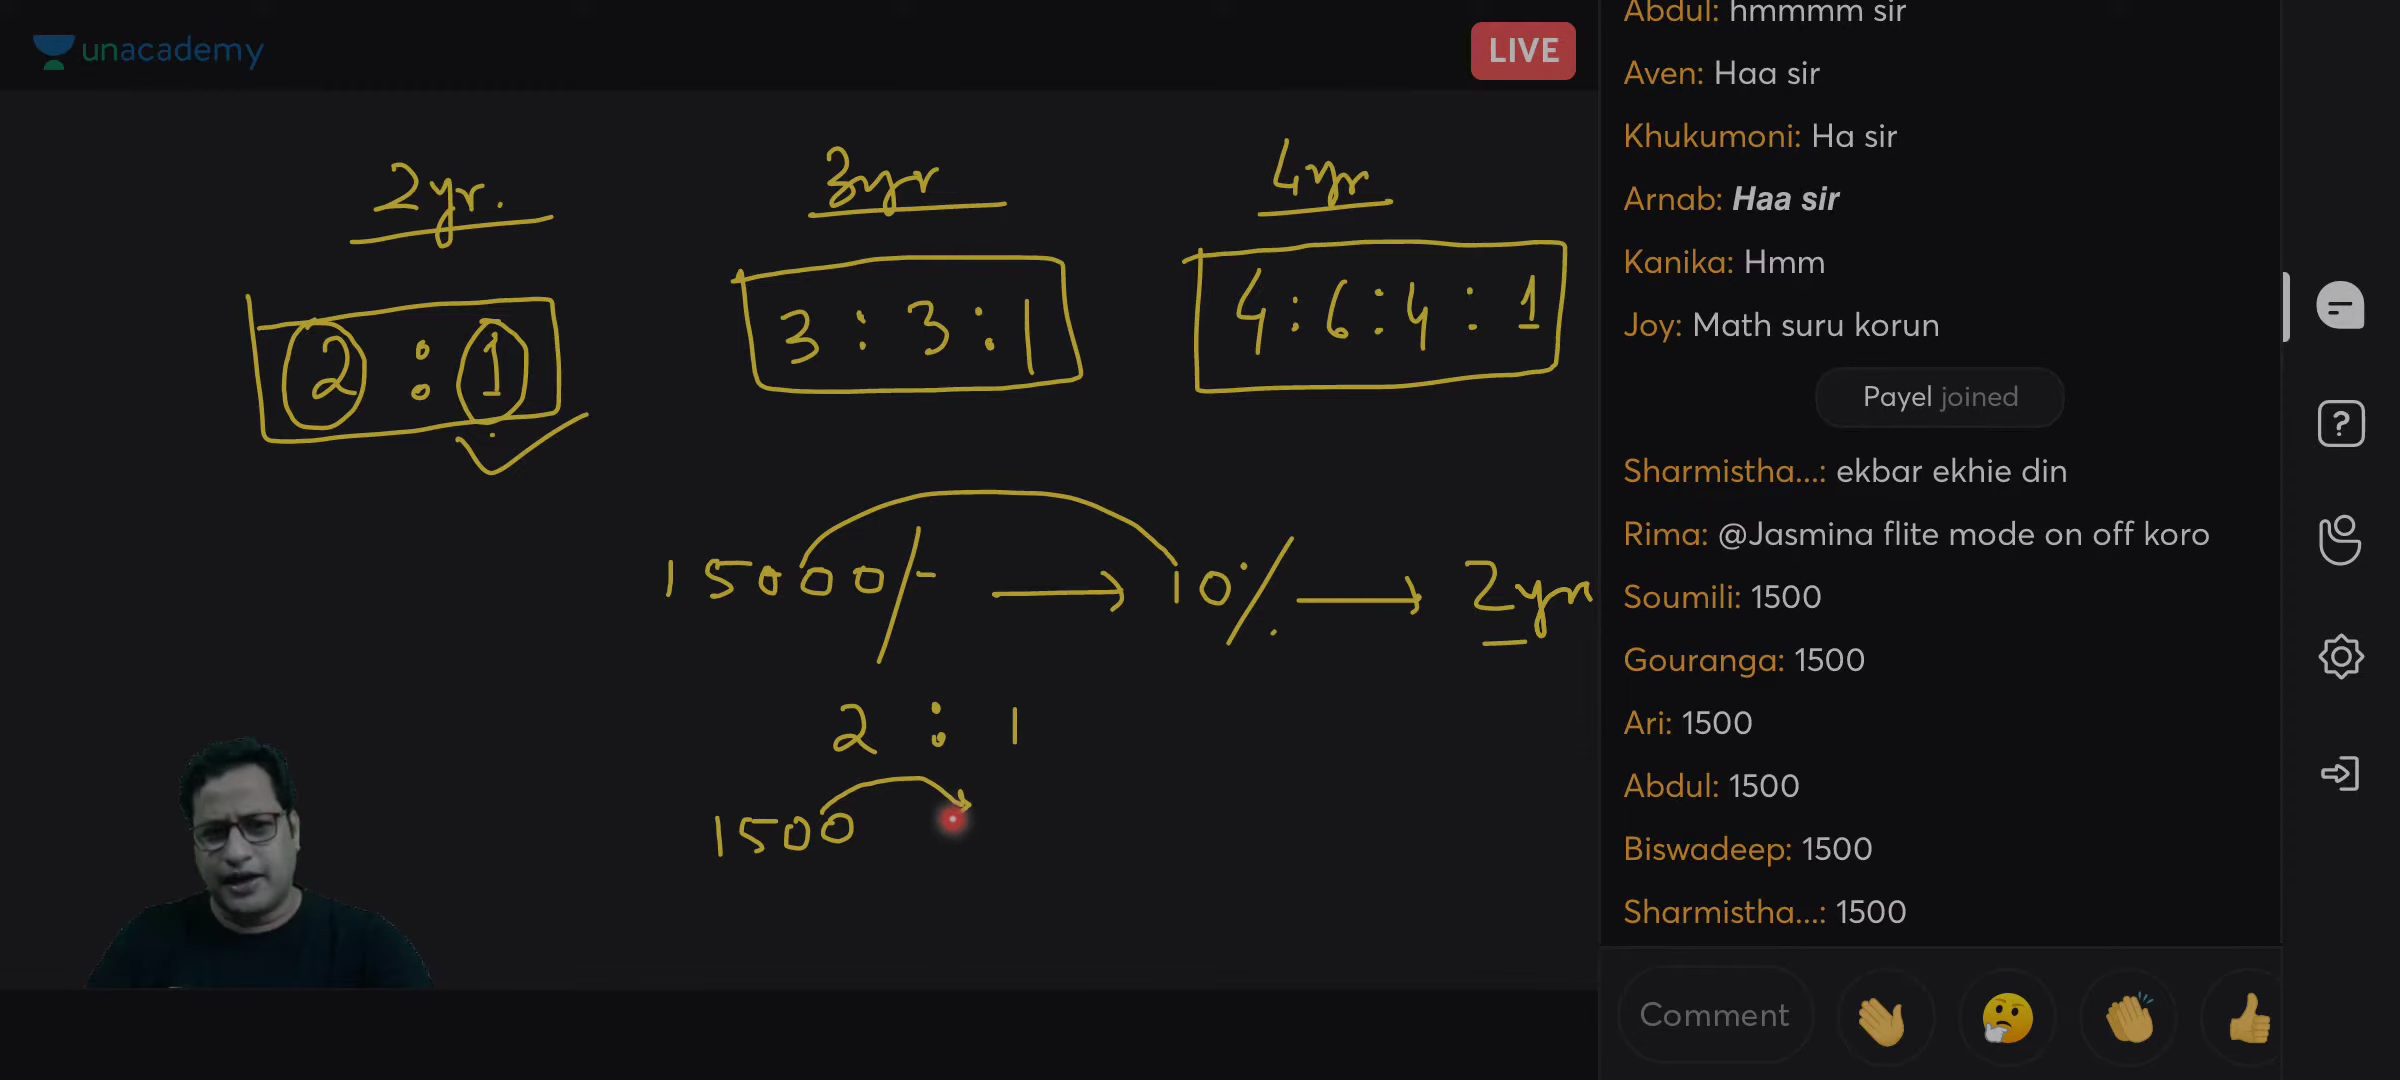 unacademy
LIVE
2yr.
3yr
4yr
2 : 1
3 : 3 : 1
4 : 6 : 4 : 1
15000/- → 10% → 2yr
2 : 1
1500
Abdul: hmmmm sir
Aven: Haa sir
Khukumoni: Ha sir
Arnab: Haa sir
Kanika: Hmm
Joy: Math suru korun
Payel joined
Sharmistha...: ekbar ekhie din
Rima: @Jasmina flite mode on off koro
Soumili: 1500
Gouranga: 1500
Ari: 1500
Abdul: 1500
Biswadeep: 1500
Sharmistha...: 1500
Comment